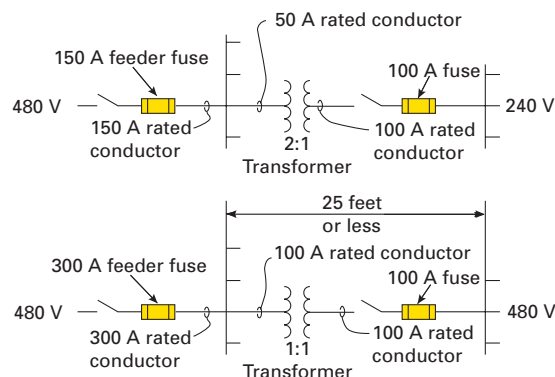 50 A rated conductor
150 A feeder fuse
100 A fuse
480 V
240 V
150 A rated
conductor
100 A rated
conductor
2:1
Transformer
25 feet
or less
100 A rated conductor
300 A feeder fuse
100 A fuse
480 V
480 V
300 A rated
conductor
100 A rated
conductor
1:1
Transformer